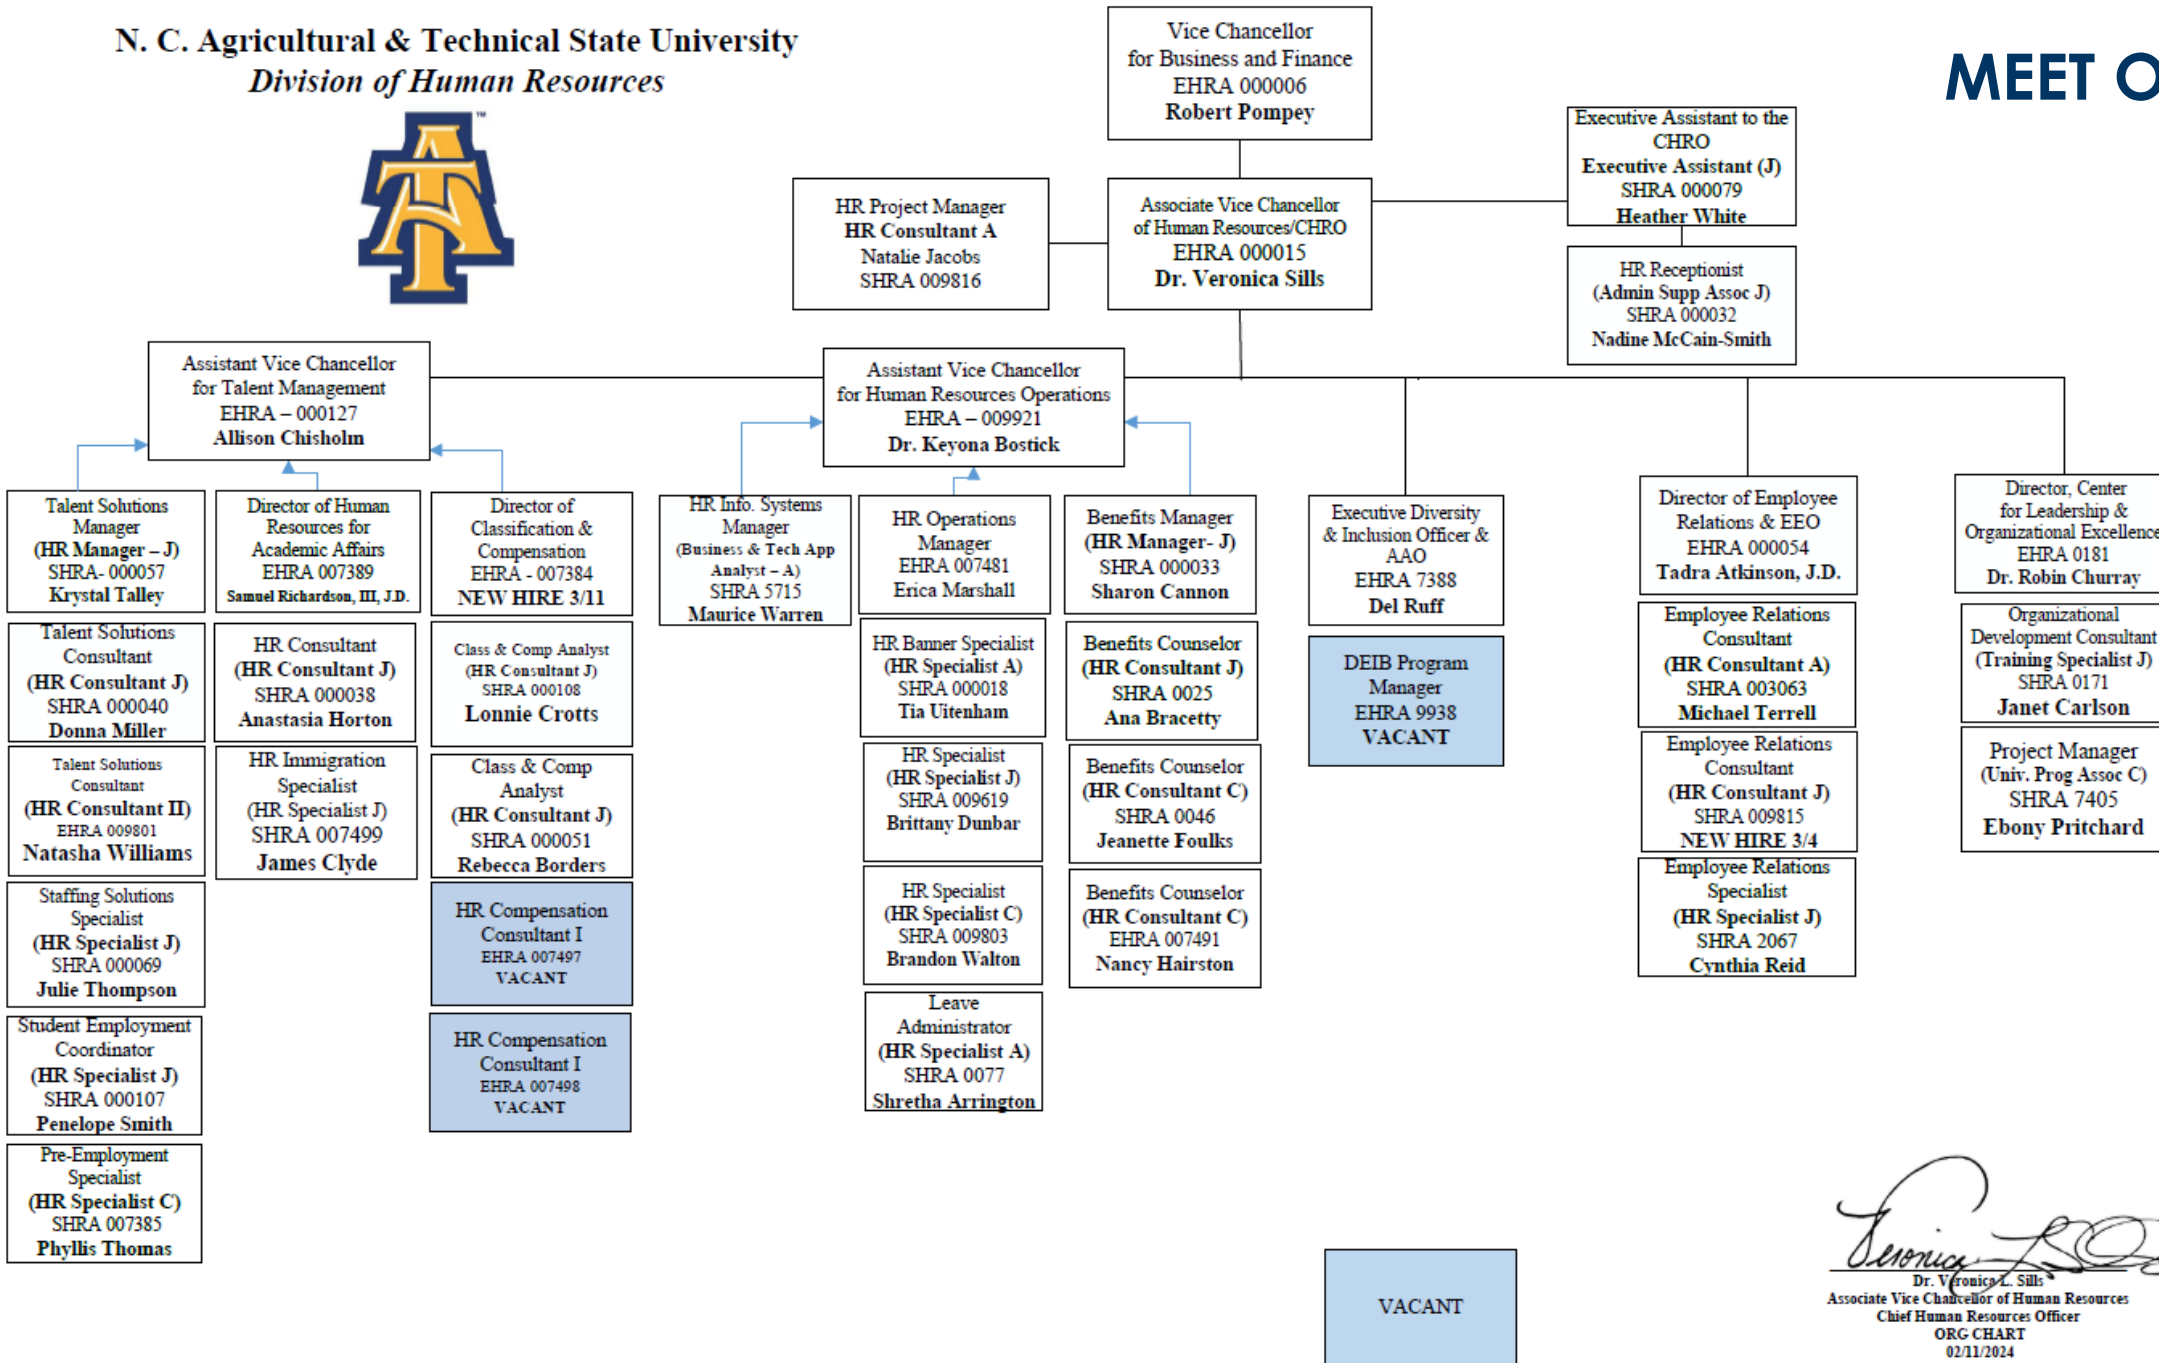 N. C. Agricultural & Technical State University
Division of Human Resources
MEET O
TM
Vice Chancellor
for Business and Finance
EHRA 000006
Robert Pompey
Executive Assistant to the
CHRO
Executive Assistant (J)
SHRA 000079
Heather White
HR Project Manager
HR Consultant A
Natalie Jacobs
SHRA 009816
Associate Vice Chancellor
of Human Resources/CHRO
EHRA 000015
Dr. Veronica Sills
HR Receptionist
(Admin Supp Assoc J)
SHRA 000032
Nadine McCain-Smith
Assistant Vice Chancellor
for Talent Management
EHRA – 000127
Allison Chisholm
Assistant Vice Chancellor
for Human Resources Operations
EHRA – 009921
Dr. Keyona Bostick
Talent Solutions
Manager
(HR Manager – J)
SHRA- 000057
Krystal Talley
Talent Solutions
Consultant
(HR Consultant J)
SHRA 000040
Donna Miller
Talent Solutions
Consultant
(HR Consultant II)
EHRA 009801
Natasha Williams
Staffing Solutions
Specialist
(HR Specialist J)
SHRA 000069
Julie Thompson
Student Employment
Coordinator
(HR Specialist J)
SHRA 000107
Penelope Smith
Pre-Employment
Specialist
(HR Specialist C)
SHRA 007385
Phyllis Thomas
Director of Human
Resources for
Academic Affairs
EHRA 007389
Samuel Richardson, III, J.D.
HR Consultant
(HR Consultant J)
SHRA 000038
Anastasia Horton
HR Immigration
Specialist
(HR Specialist J)
SHRA 007499
James Clyde
Director of
Classification &
Compensation
EHRA - 007384
NEW HIRE 3/11
Class & Comp Analyst
(HR Consultant J)
SHRA 000108
Lonnie Crotts
Class & Comp
Analyst
(HR Consultant J)
SHRA 000051
Rebecca Borders
HR Compensation
Consultant I
EHRA 007497
VACANT
HR Compensation
Consultant I
EHRA 007498
VACANT
HR Info. Systems
Manager
(Business & Tech App
Analyst – A)
SHRA 5715
Maurice Warren
HR Operations
Manager
EHRA 007481
Erica Marshall
HR Banner Specialist
(HR Specialist A)
SHRA 000018
Tia Uitenham
HR Specialist
(HR Specialist J)
SHRA 009619
Brittany Dunbar
HR Specialist
(HR Specialist C)
SHRA 009803
Brandon Walton
Leave
Administrator
(HR Specialist A)
SHRA 0077
Shretha Arrington
Benefits Manager
(HR Manager- J)
SHRA 000033
Sharon Cannon
Benefits Counselor
(HR Consultant J)
SHRA 0025
Ana Bracetty
Benefits Counselor
(HR Consultant C)
SHRA 0046
Jeanette Foulks
Benefits Counselor
(HR Consultant C)
EHRA 007491
Nancy Hairston
Executive Diversity
& Inclusion Officer &
AAO
EHRA 7388
Del Ruff
DEIB Program
Manager
EHRA 9938
VACANT
Director of Employee
Relations & EEO
EHRA 000054
Tadra Atkinson, J.D.
Employee Relations
Consultant
(HR Consultant A)
SHRA 003063
Michael Terrell
Employee Relations
Consultant
(HR Consultant J)
SHRA 009815
NEW HIRE 3/4
Employee Relations
Specialist
(HR Specialist J)
SHRA 2067
Cynthia Reid
Director, Center
for Leadership &
Organizational Excellence
EHRA 0181
Dr. Robin Churray
Organizational
Development Consultant
(Training Specialist J)
SHRA 0171
Janet Carlson
Project Manager
(Univ. Prog Assoc C)
SHRA 7405
Ebony Pritchard
VACANT
Veronica
Dr. Veronica L. Sills
Associate Vice Chancellor of Human Resources
Chief Human Resources Officer
ORG CHART
02/11/2024